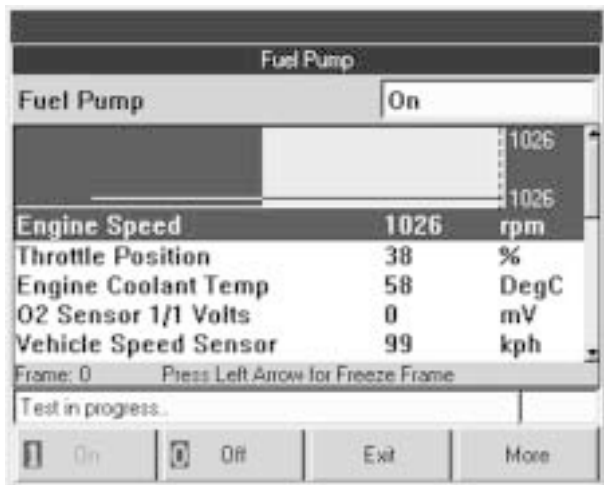 Fuel Pump
Fuel Pump On
1026
1026
Engine Speed 1026 rpm
Throttle Position 38 %
Engine Coolant Temp 58 DegC
O2 Sensor 1/1 Volts 0 mV
Vehicle Speed Sensor 99 kph
Frame: 0 Press Left Arrow for Freeze Frame
Test in progress..
1 On 0 Off Exit More